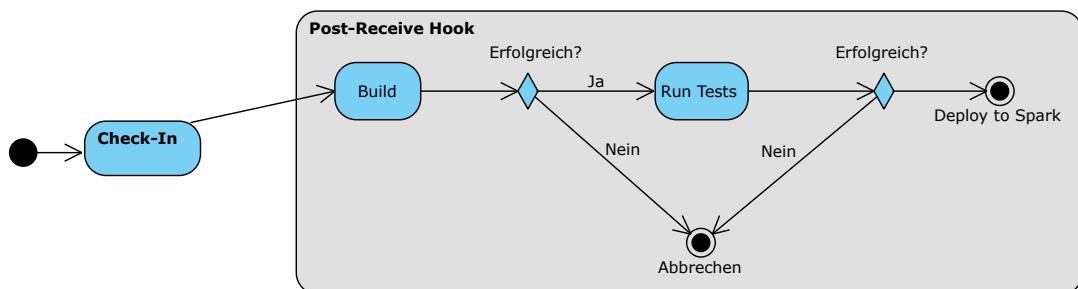 Post-Receive Hook
Erfolgreich?
Erfolgreich?
Build
Ja
Run Tests
Deploy to Spark
Check-In
Nein
Nein
Abbrechen